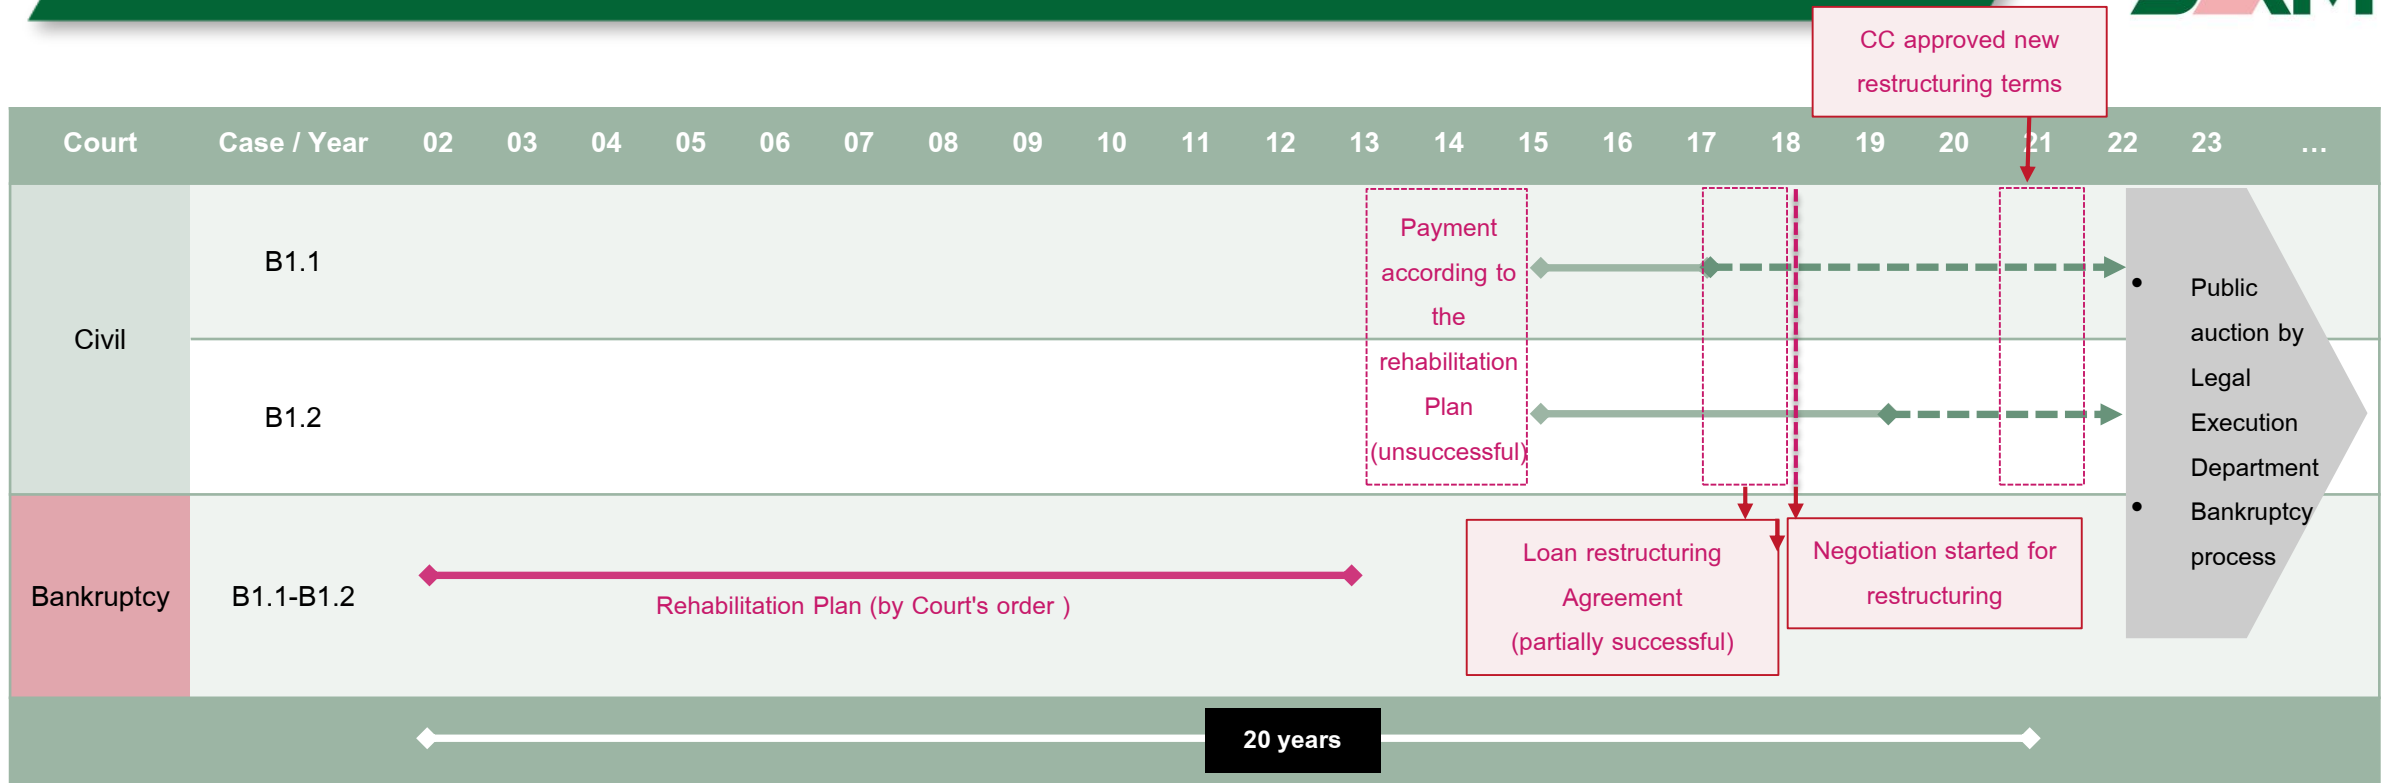 CC approved new
restructuring terms
Court Case / Year 02 03 04 05 06 07 08 09 10 11 12 13 14 15 16 17 18 19 20 21 22 23 ...
Civil
B1.1
B1.2
Payment
according to
the
rehabilitation
Plan
(unsuccessful)
• Public
auction by
Legal
Execution
Department
• Bankruptcy
process
Bankruptcy
B1.1-B1.2
Rehabilitation Plan (by Court's order )
Loan restructuring
Agreement
(partially successful)
Negotiation started for
restructuring
20 years